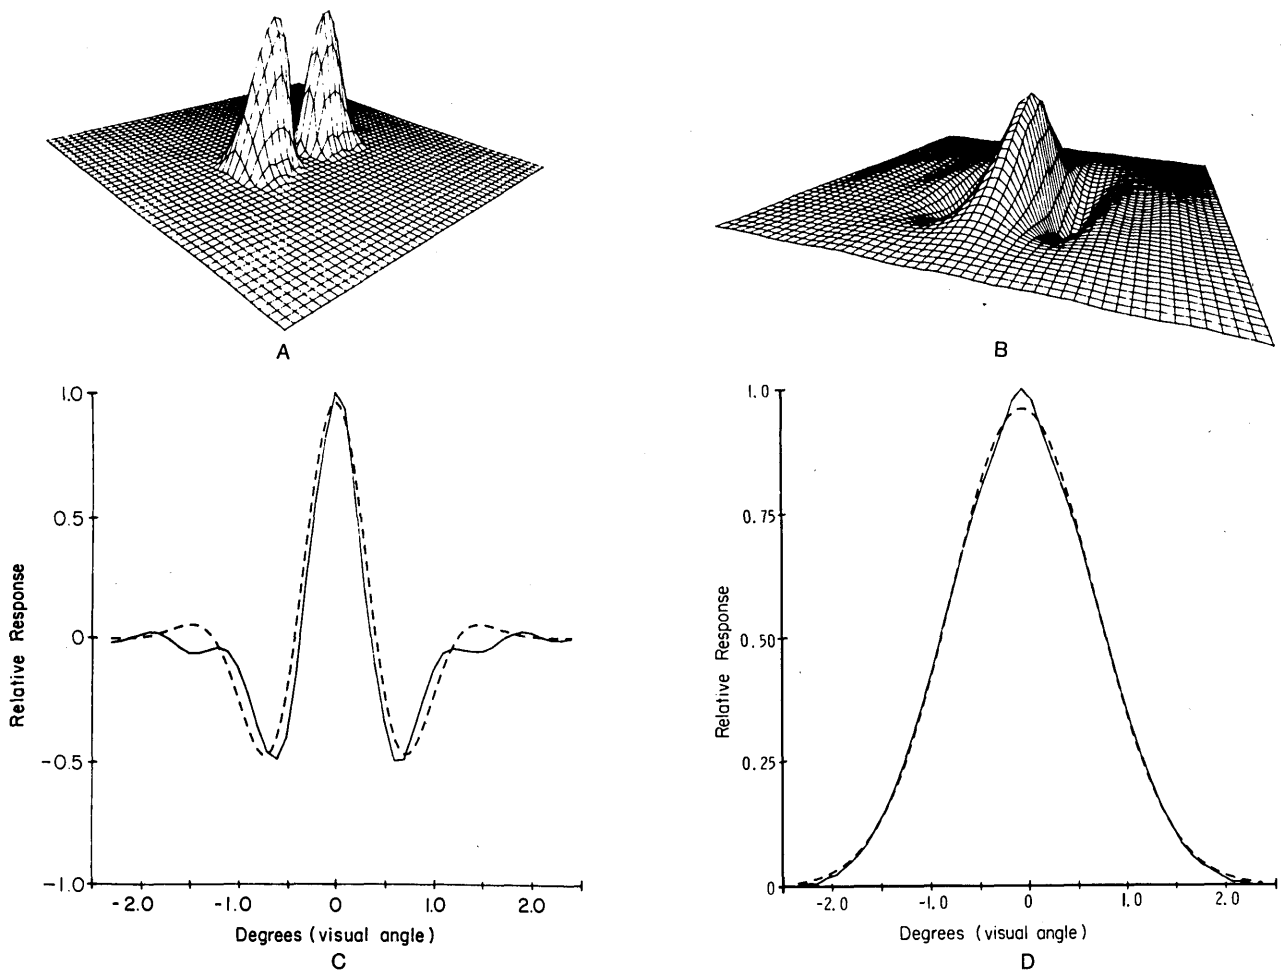 A
B
1.0
0.5
0
-0.5
-1.0
-2.0 -1.0 0 1.0 2.0
Relative Response
Degrees (visual angle)
C
1.0
0.75
0.50
0.25
0
-2.0 -1.0 0 1.0 2.0
Relative Response
Degrees (visual angle)
D